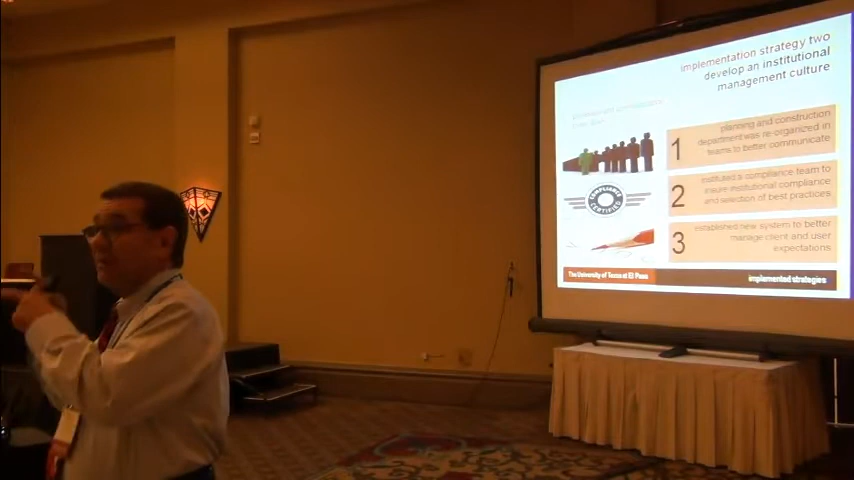 implementation strategy two
develop an institutional
management culture
1
planning and construction
department was re-organized in
teams to better communicate
COMPLIANCE
CERTIFIED
2
instituted a compliance team to
insure institutional compliance
and selection of best practices
3
established new system to better
manage client and user
expectations
The University of Texas at El Paso
implemented strategies